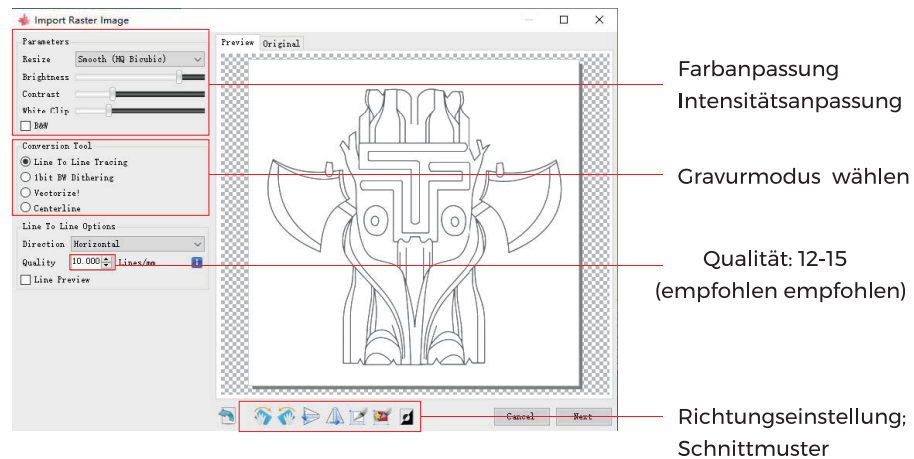 Import Raster Image
Parameters
Resize Smooth (HQ Bicubic)
Brightness
Contrast
White Clip
B&W
Conversion Tool
Line To Line Tracing
1bit BW Dithering
Vectorize!
Centerline
Line To Line Options
Direction Horizontal
Quality 10.000 Lines/mm
Line Preview
Preview Original
Cancel Next
Farbanpassung
Intensitätsanpassung
Gravurmodus wählen
Qualität: 12-15
(empfohlen empfohlen)
Richtungseinstellung;
Schnittmuster